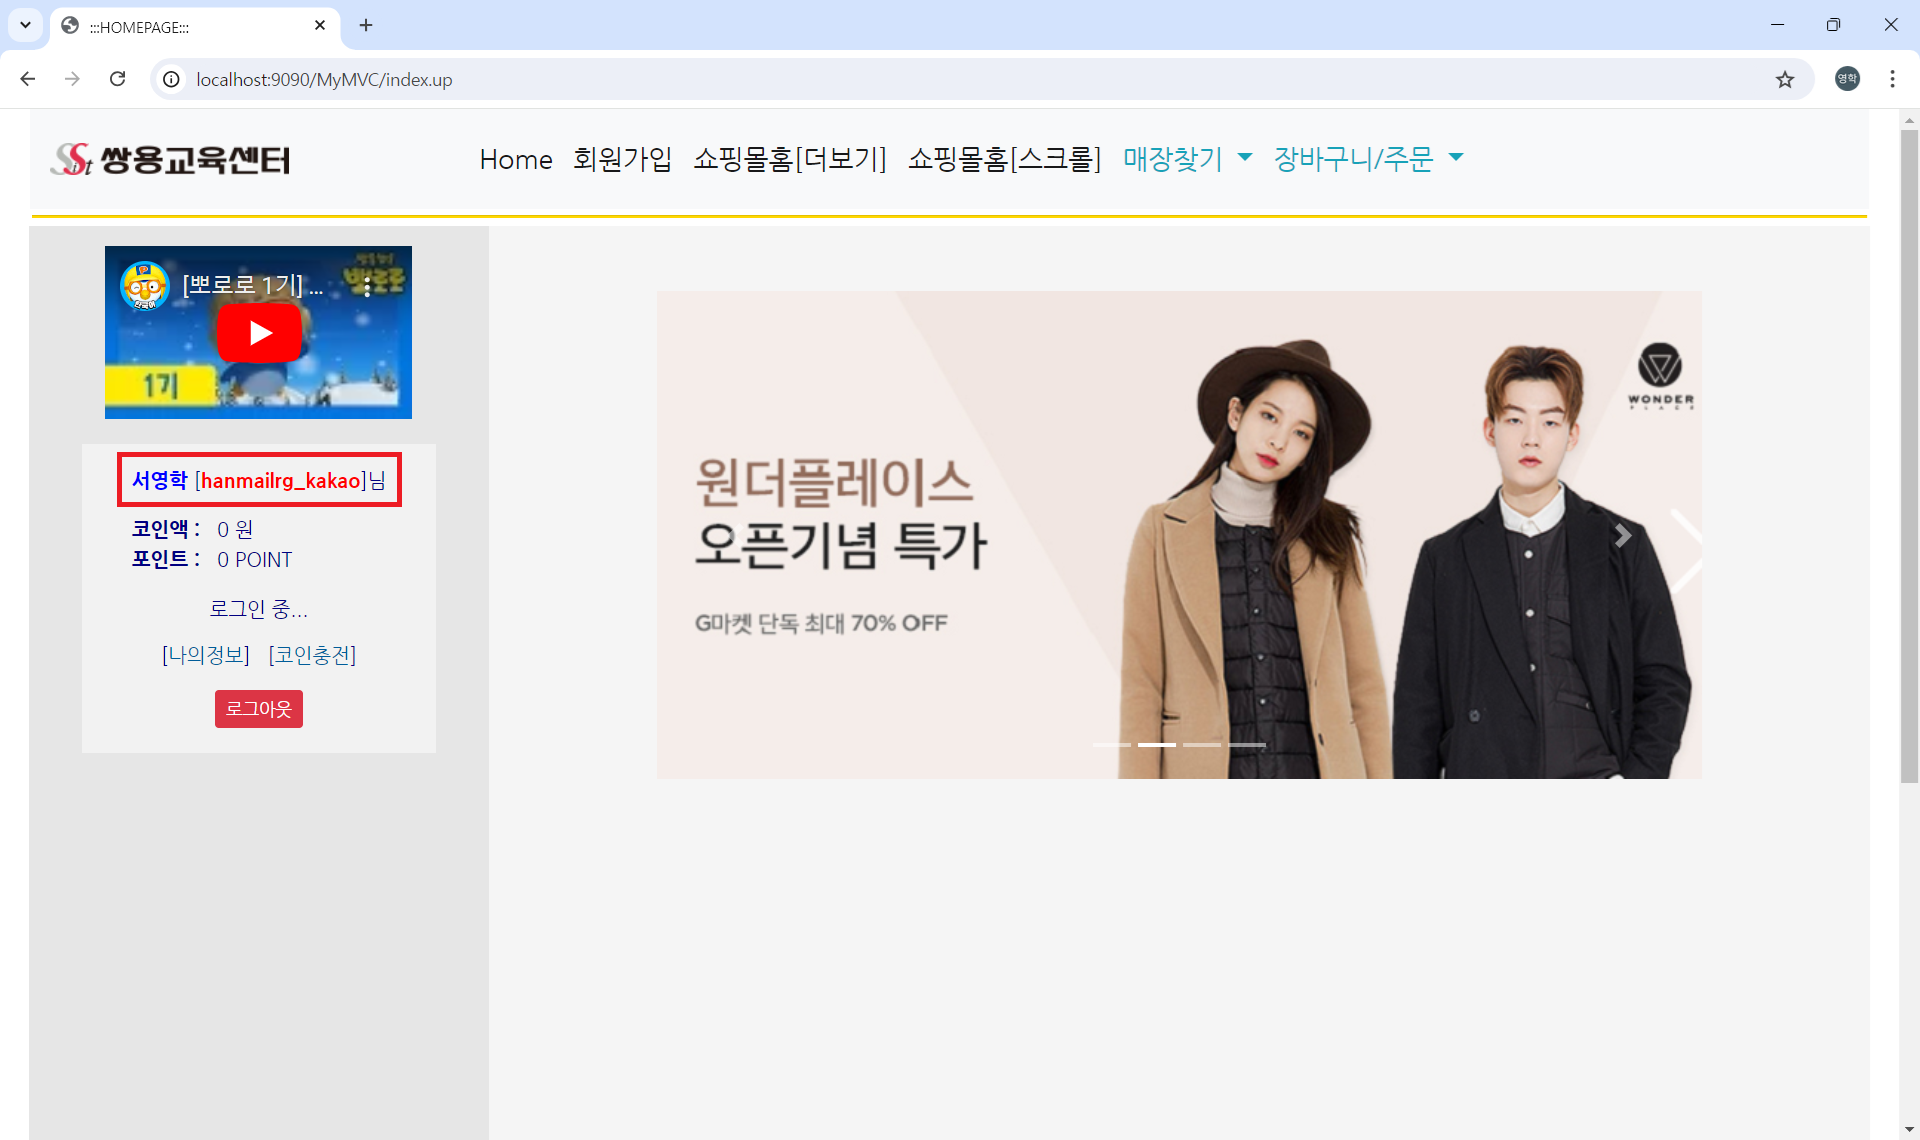 :::HOMEPAGE:::
localhost:9090/MyMVC/index.up
영학
SSit 쌍용교육센터
Home 회원가입 쇼핑몰홈[더보기] 쇼핑몰홈[스크롤] 매장찾기 장바구니/주문
[뽀로로 1기] ...
뽀로로
1기
서영학 [hanmailrg_kakao]님
코인액 : 0 원
포인트 : 0 POINT
로그인 중...
[나의정보] [코인충전]
로그아웃
원더플레이스
오픈기념 특가
G마켓 단독 최대 70% OFF
WONDER
PLACE